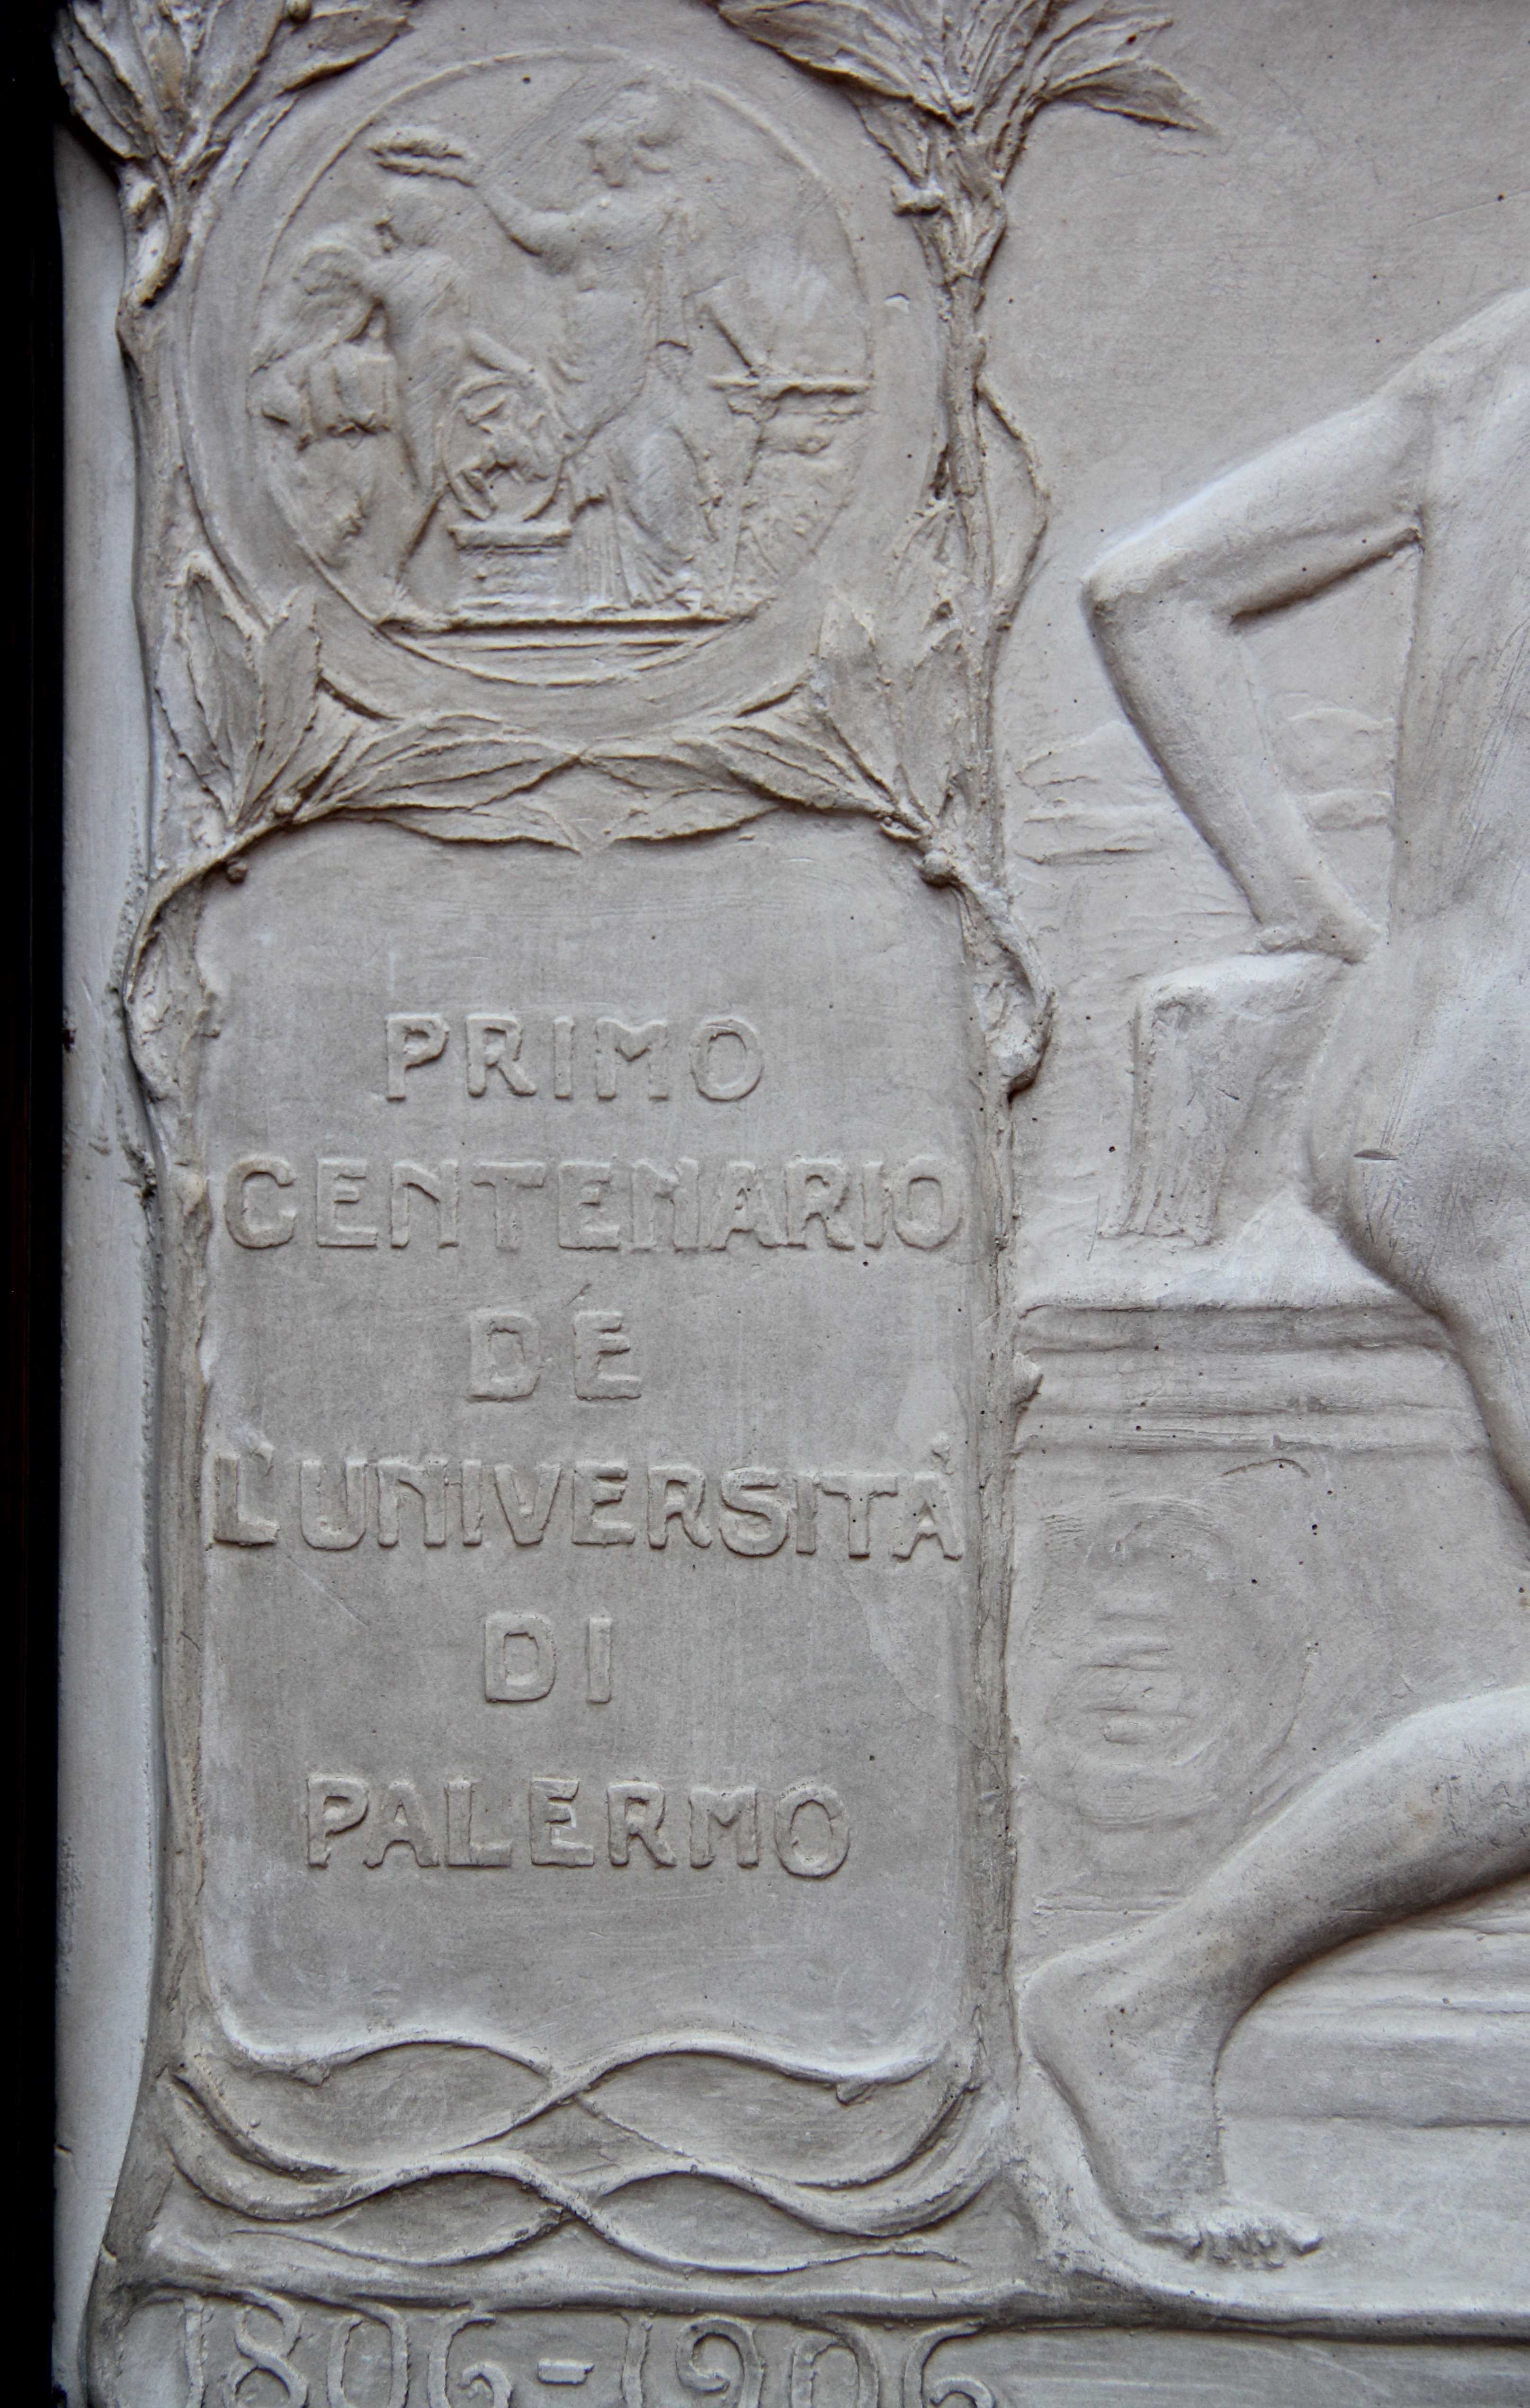 PRIMO
CENTENARIO
DE
L'UNIVERSITÀ
DI
PALERMO
1806-1906